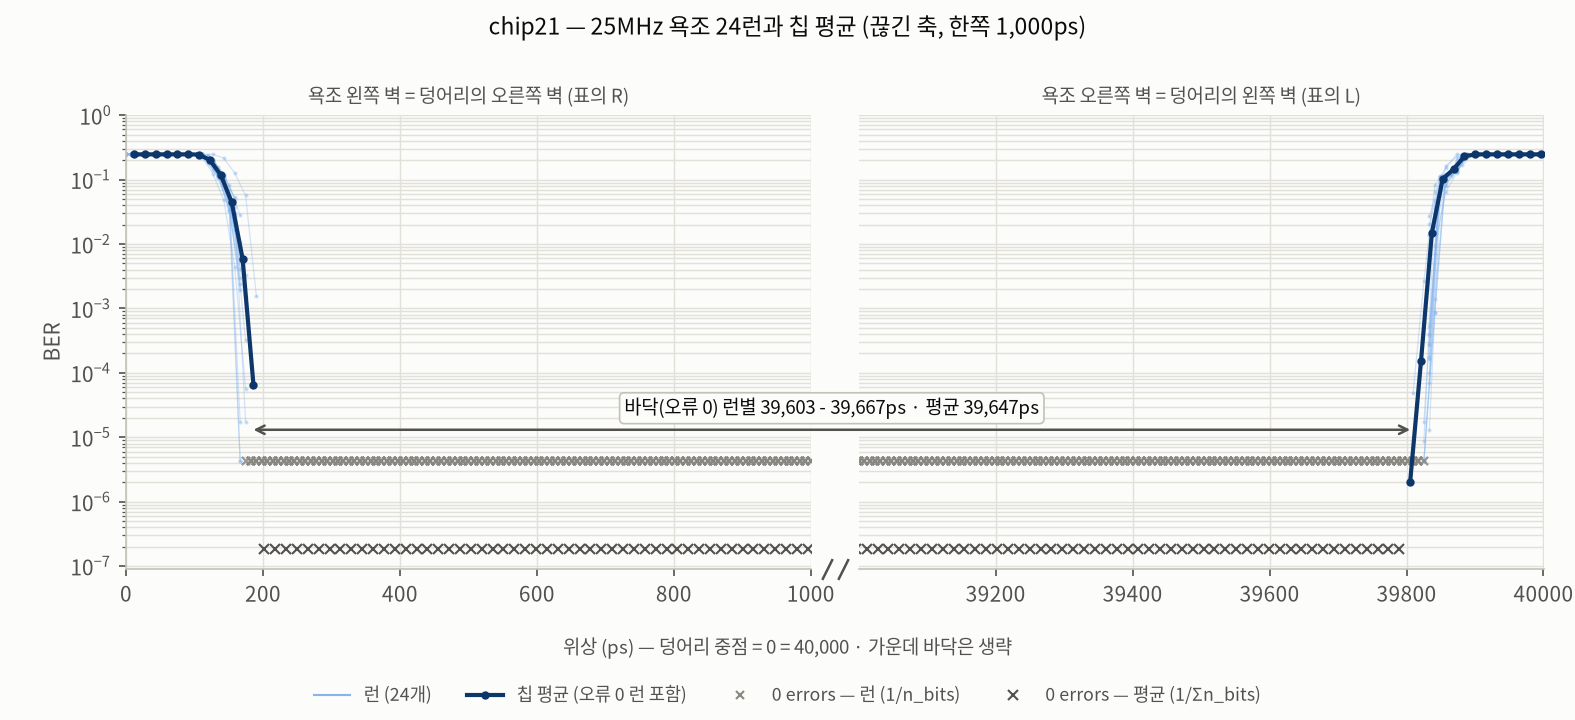 chip21 — 25MHz 욕조 24런과 칩 평균 (끊긴 축, 한쪽 1,000ps)
욕조 왼쪽 벽 = 덩어리의 오른쪽 벽 (표의 R)
욕조 오른쪽 벽 = 덩어리의 왼쪽 벽 (표의 L)
BER
10⁰
10⁻¹
10⁻²
10⁻³
10⁻⁴
10⁻⁵
10⁻⁶
10⁻⁷
바닥(오류 0) 런별 39,603 - 39,667ps · 평균 39,647ps
0 200 400 600 800 1000 39200 39400 39600 39800 40000
위상 (ps) — 덩어리 중점 = 0 = 40,000 · 가운데 바닥은 생략
런 (24개) 칩 평균 (오류 0 런 포함) 0 errors — 런 (1/n_bits) 0 errors — 평균 (1/Σn_bits)